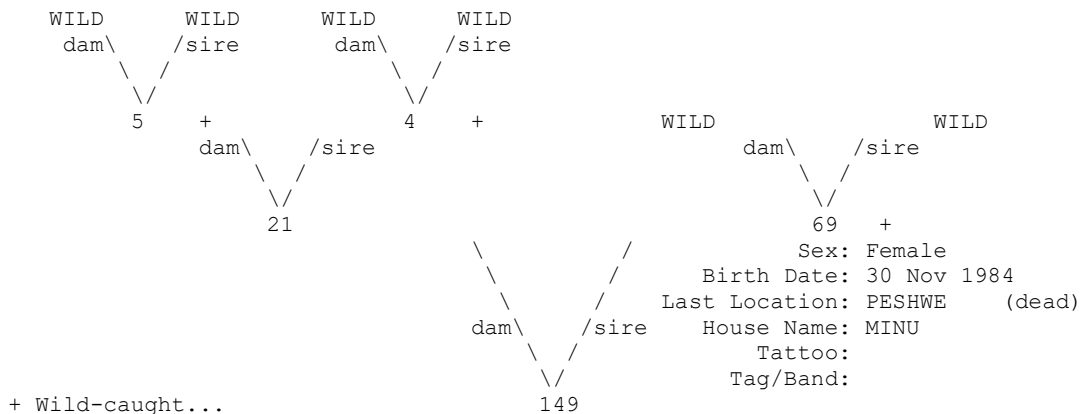 WILD WILD WILD WILD
dam\ /sire dam\ /sire
\ / \ /
\/ \/
5 + 4 + WILD WILD
dam\ /sire dam\ /sire
\ / \ /
\/ \/
21 69 +
\ / Sex: Female
\ / Birth Date: 30 Nov 1984
\ / Last Location: PESHWE (dead)
dam\ /sire House Name: MINU
\ / Tattoo:
\/ Tag/Band:
+ Wild-caught... 149